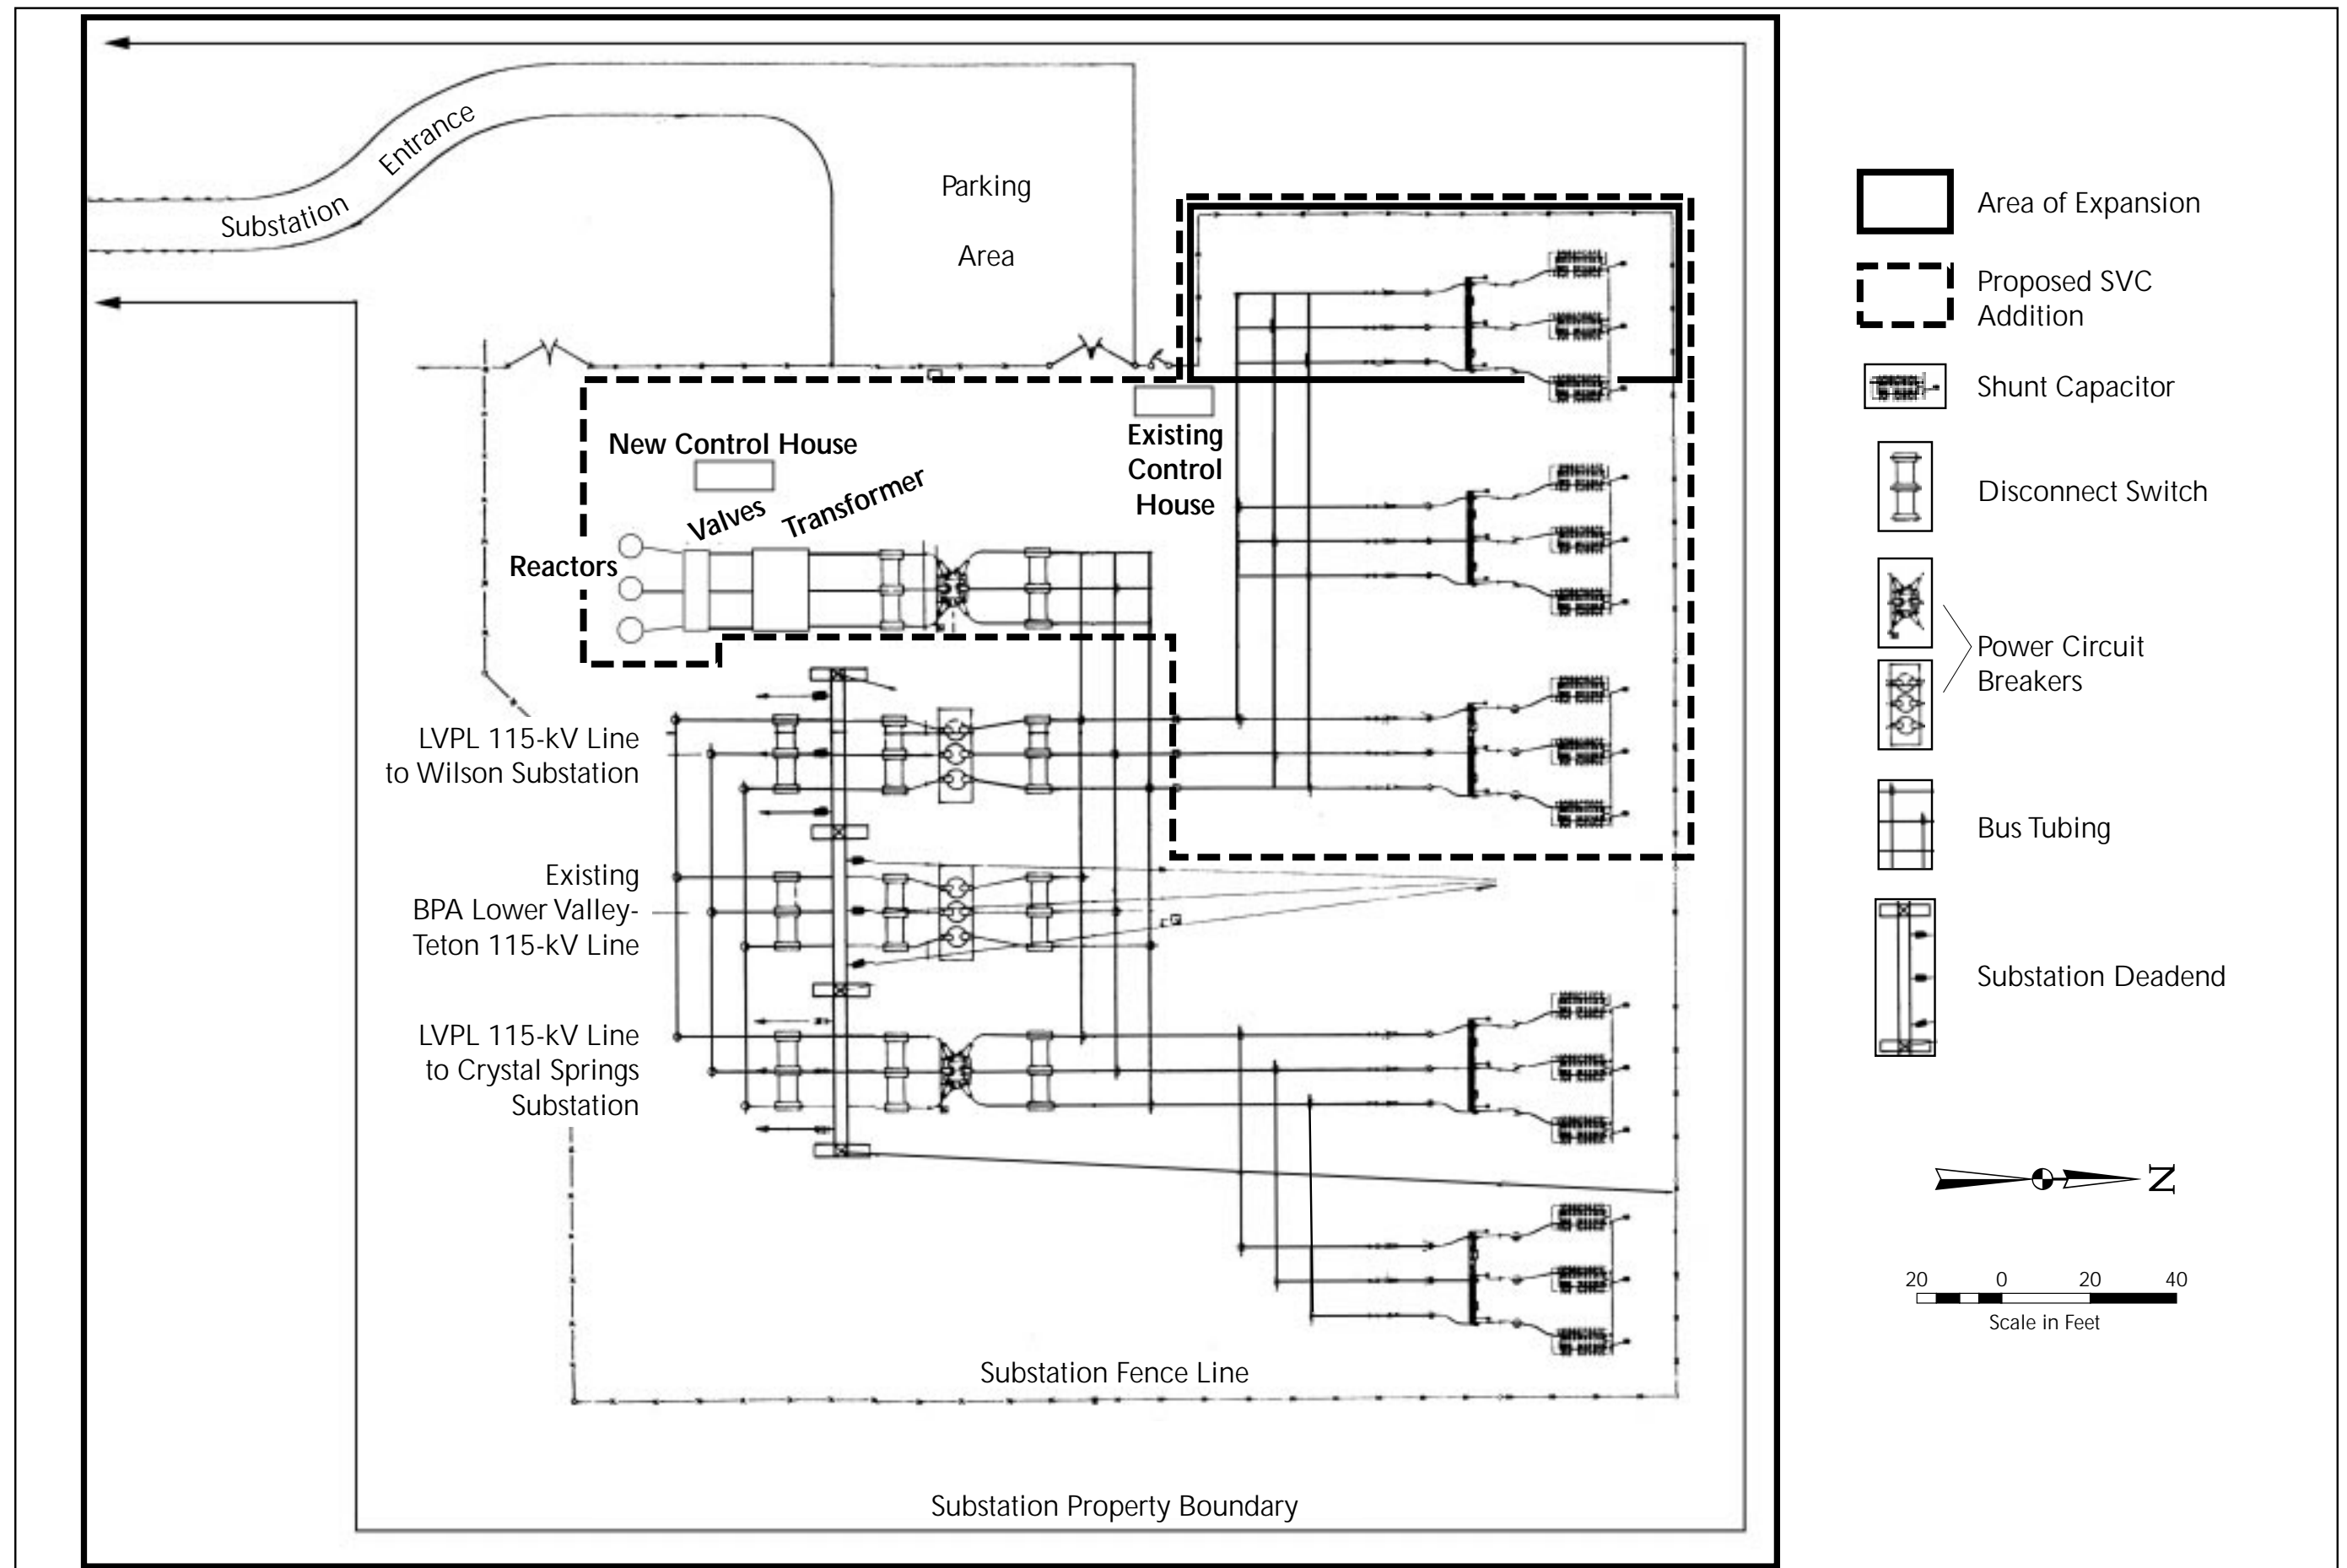 Substation Entrance
Parking
Area
New Control House
Valves
Transformer
Reactors
Existing
Control
House
LVPL 115-kV Line
to Wilson Substation
Existing
BPA Lower Valley-
Teton 115-kV Line
LVPL 115-kV Line
to Crystal Springs
Substation
Substation Fence Line
Substation Property Boundary
Area of Expansion
Proposed SVC
Addition
Shunt Capacitor
Disconnect Switch
Power Circuit
Breakers
Bus Tubing
Substation Deadend
N
20 0 20 40
Scale in Feet